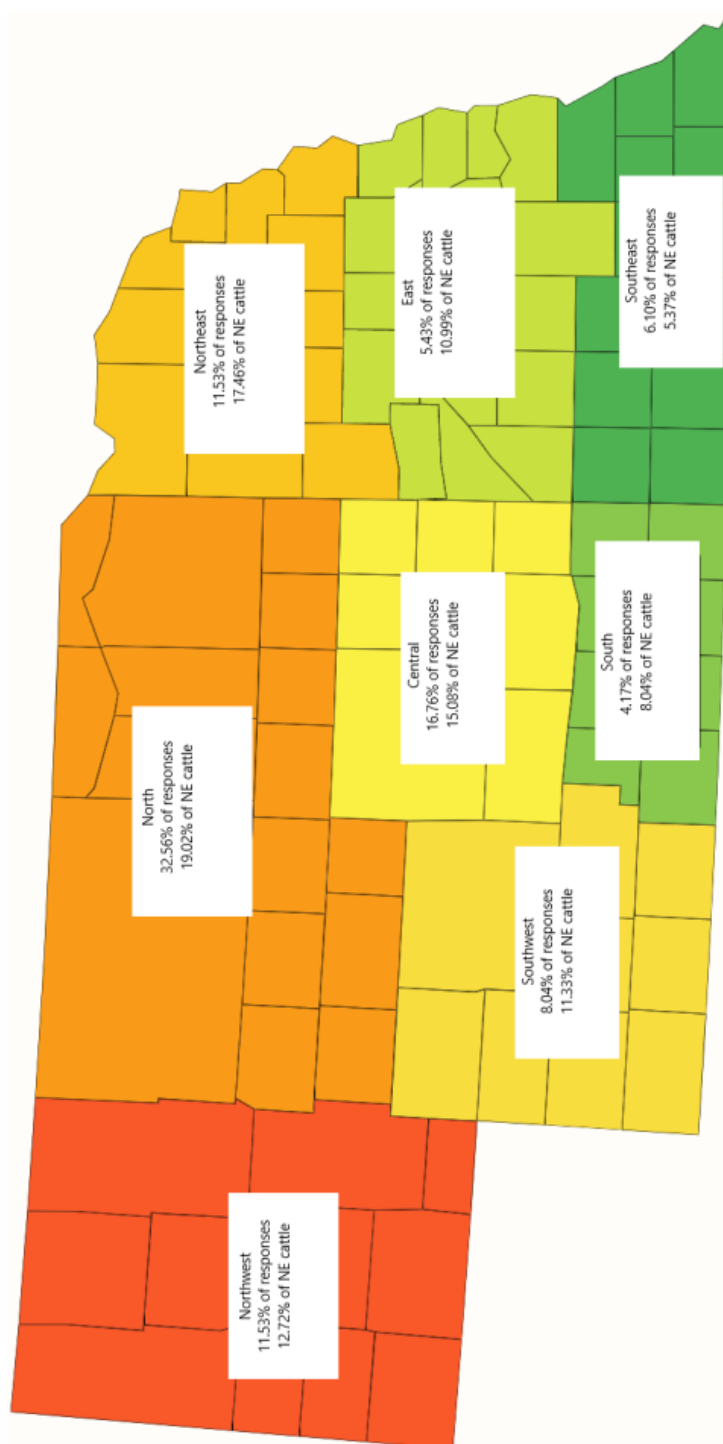 Northwest
11.53% of responses
12.72% of NE cattle
North
32.56% of responses
19.02% of NE cattle
Northeast
11.53% of responses
17.46% of NE cattle
Central
16.76% of responses
15.08% of NE cattle
East
5.43% of responses
10.99% of NE cattle
Southwest
8.04% of responses
11.33% of NE cattle
South
4.17% of responses
8.04% of NE cattle
Southeast
6.10% of responses
5.37% of NE cattle